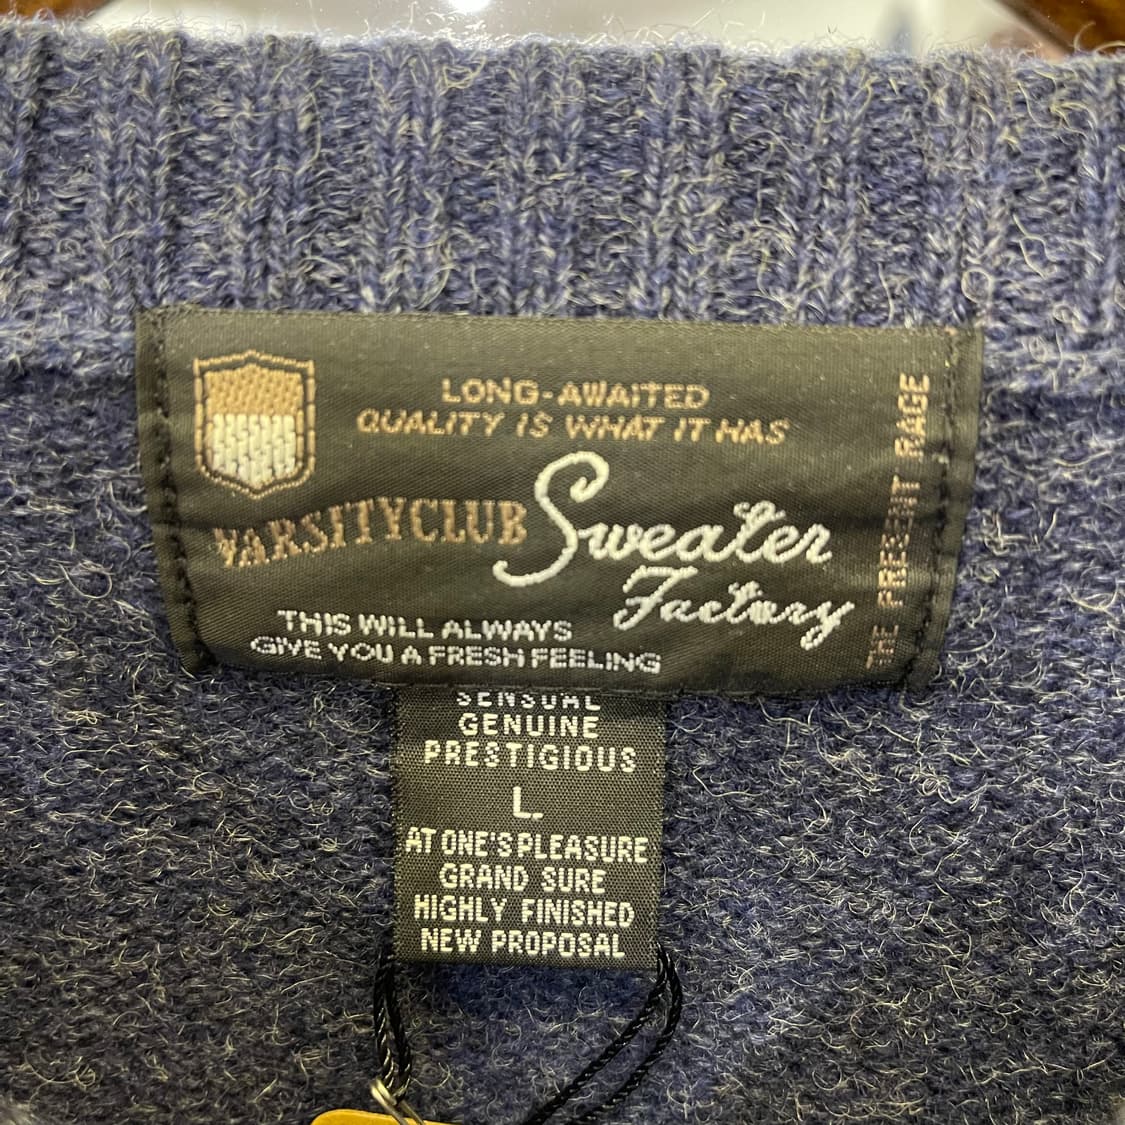 LONG-AWAITED
QUALITY IS WHAT IT HAS
VARSITYCLUB
Sweater
Factory
THIS WILL ALWAYS
GIVE YOU A FRESH FEELING
THE PRESENT RAGE
SENSUAL
GENUINE
PRESTIGIOUS
L.
AT ONE'S PLEASURE
GRAND SURE
HIGHLY FINISHED
NEW PROPOSAL